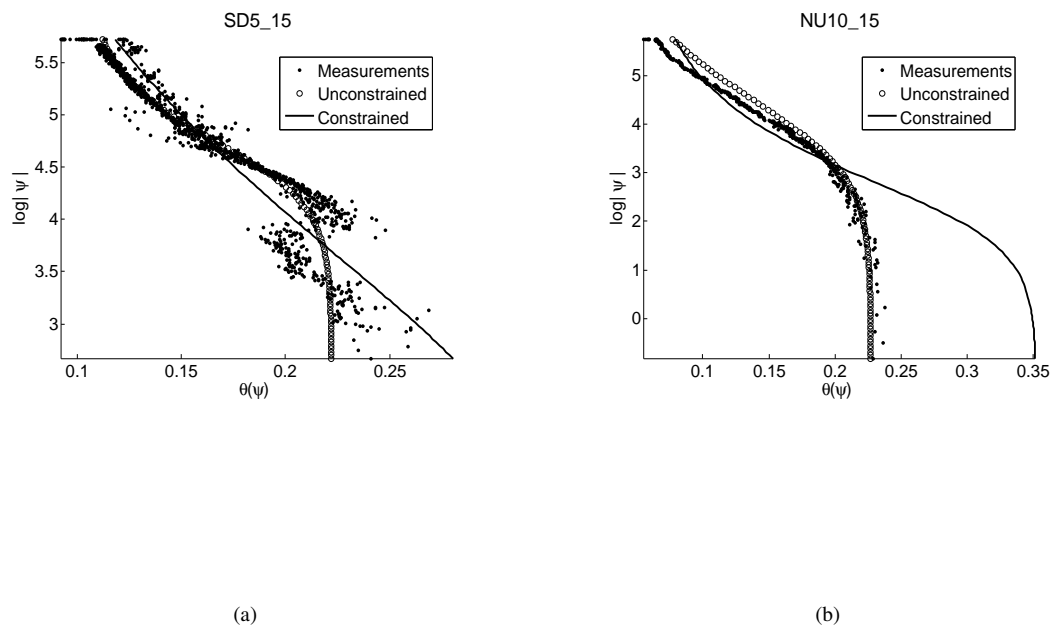 SD5_15
5.5
5
4.5
4
3.5
3
log| ψ |
0.1 0.15 0.2 0.25
θ(ψ)
Measurements
Unconstrained
Constrained
(a)
NU10_15
5
4
3
2
1
0
log| ψ |
0.1 0.15 0.2 0.25 0.3 0.35
θ(ψ)
Measurements
Unconstrained
Constrained
(b)